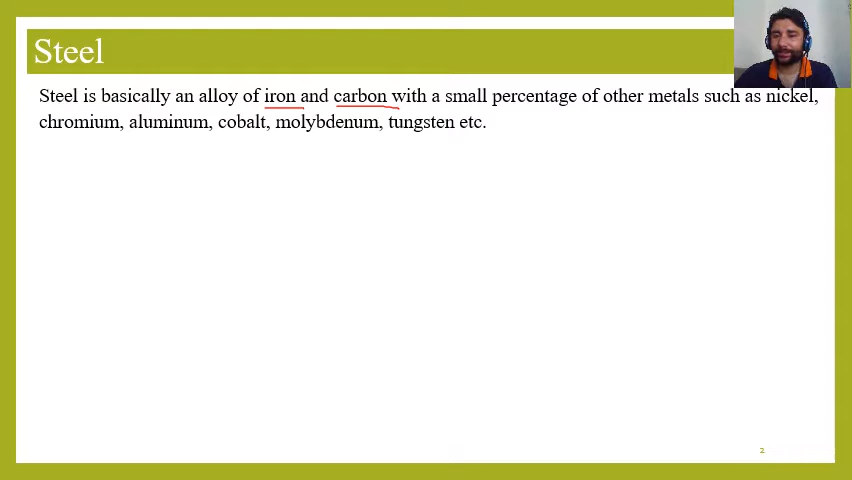 Steel
Steel is basically an alloy of iron and carbon with a small percentage of other metals such as nickel,
chromium, aluminum, cobalt, molybdenum, tungsten etc.
2